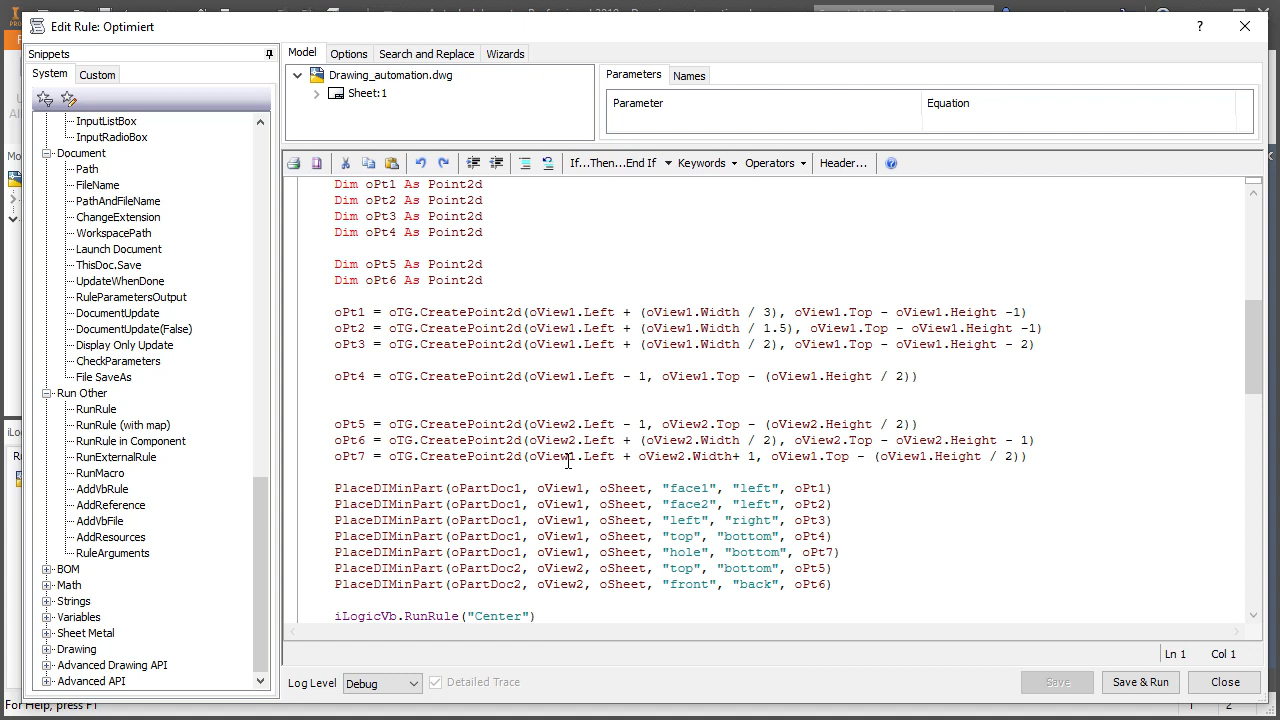 Edit Rule: Optimiert
?
Snippets
System
Custom
InputListBox
InputRadioBox
Document
Path
FileName
PathAndFileName
ChangeExtension
WorkspacePath
Launch Document
ThisDoc.Save
UpdateWhenDone
RuleParametersOutput
DocumentUpdate
DocumentUpdate(False)
Display Only Update
CheckParameters
File SaveAs
Run Other
RunRule
RunRule (with map)
RunRule in Component
RunExternalRule
RunMacro
AddVbRule
AddReference
AddVbFile
AddResources
RuleArguments
BOM
Math
Strings
Variables
Sheet Metal
Drawing
Advanced Drawing API
Advanced API
Model
Options
Search and Replace
Wizards
Drawing_automation.dwg
Sheet:1
Parameters
Names
Parameter
Equation
If...Then...End If
Keywords
Operators
Header...
Dim oPt1 As Point2d
Dim oPt2 As Point2d
Dim oPt3 As Point2d
Dim oPt4 As Point2d
Dim oPt5 As Point2d
Dim oPt6 As Point2d
oPt1 = oTG.CreatePoint2d(oView1.Left + (oView1.Width / 3), oView1.Top - oView1.Height -1)
oPt2 = oTG.CreatePoint2d(oView1.Left + (oView1.Width / 1.5), oView1.Top - oView1.Height -1)
oPt3 = oTG.CreatePoint2d(oView1.Left + (oView1.Width / 2), oView1.Top - oView1.Height - 2)
oPt4 = oTG.CreatePoint2d(oView1.Left - 1, oView1.Top - (oView1.Height / 2))
oPt5 = oTG.CreatePoint2d(oView2.Left - 1, oView2.Top - (oView2.Height / 2))
oPt6 = oTG.CreatePoint2d(oView2.Left + (oView2.Width / 2), oView2.Top - oView2.Height - 1)
oPt7 = oTG.CreatePoint2d(oView1.Left + oView2.Width+ 1, oView1.Top - (oView1.Height / 2))
PlaceDIMinPart(oPartDoc1, oView1, oSheet, "face1", "left", oPt1)
PlaceDIMinPart(oPartDoc1, oView1, oSheet, "face2", "left", oPt2)
PlaceDIMinPart(oPartDoc1, oView1, oSheet, "left", "right", oPt3)
PlaceDIMinPart(oPartDoc1, oView1, oSheet, "top", "bottom", oPt4)
PlaceDIMinPart(oPartDoc1, oView1, oSheet, "hole", "bottom", oPt7)
PlaceDIMinPart(oPartDoc2, oView2, oSheet, "top", "bottom", oPt5)
PlaceDIMinPart(oPartDoc2, oView2, oSheet, "front", "back", oPt6)
iLogicVb.RunRule("Center")
Ln 1
Col 1
Log Level
Debug
Detailed Trace
Save
Save & Run
Close
For Help, press F1
1
2